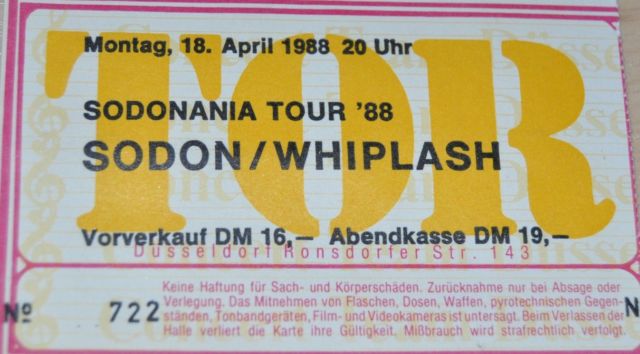 TOR
Montag, 18. April 1988 20 Uhr
SODONANIA TOUR '88
SODON/WHIPLASH
Vorverkauf DM 16,— Abendkasse DM 19,—
Düsseldorf Ronsdorfer Str. 143
Keine Haftung für Sach- und Körperschäden. Zurücknahme nur bei Absage oder
Verlegung. Das Mitnehmen von Flaschen, Dosen, Waffen, pyrotechnischen Gegen-
ständen, Tonbandgeräten, Film- und Videokameras ist untersagt. Beim Verlassen der
Halle verliert die Karte ihre Gültigkeit. Mißbrauch wird strafrechtlich verfolgt.
Nº 722
N